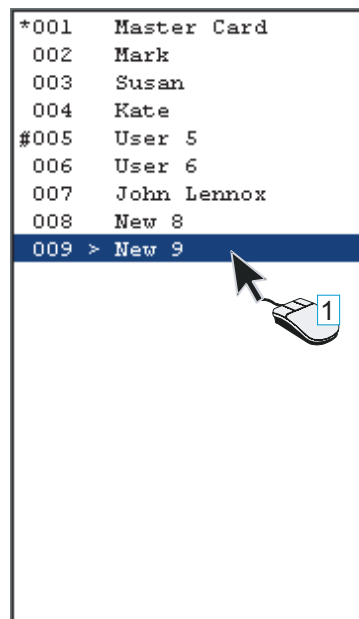 *001 Master Card
002 Mark
003 Susan
004 Kate
#005 User 5
006 User 6
007 John Lennox
008 New 8
009 > New 9
1